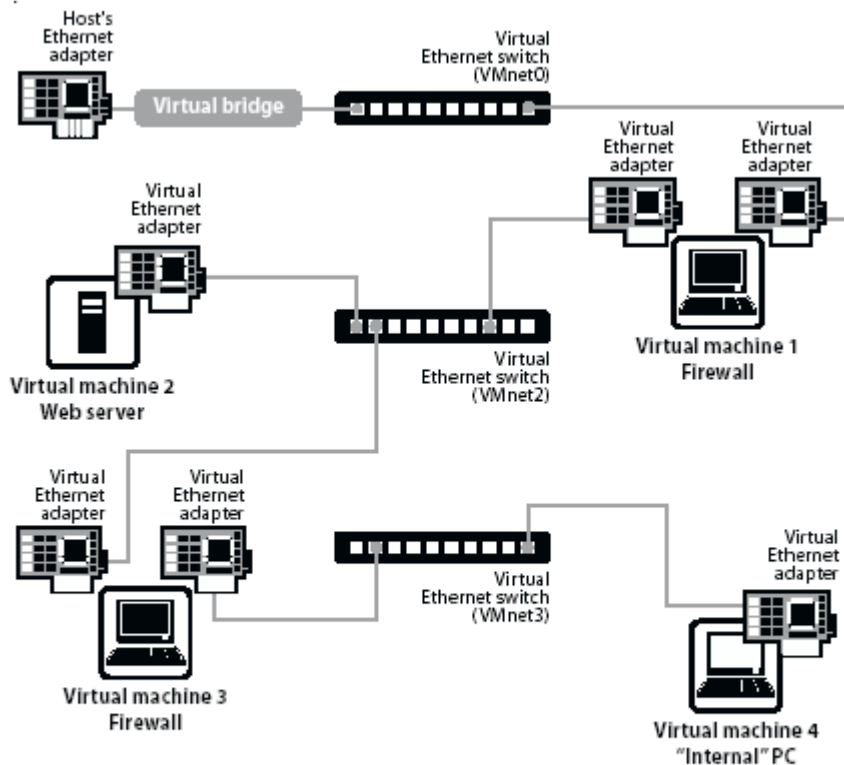 Host's
Ethernet
adapter
Virtual bridge
Virtual
Ethernet switch
(VMnet0)
Virtual
Ethernet
adapter
Virtual
Ethernet
adapter
Virtual machine 1
Firewall
Virtual
Ethernet
adapter
Virtual machine 2
Web server
Virtual
Ethernet switch
(VMnet2)
Virtual
Ethernet
adapter
Virtual
Ethernet
adapter
Virtual machine 3
Firewall
Virtual
Ethernet switch
(VMnet3)
Virtual
Ethernet
adapter
Virtual machine 4
“Internal” PC